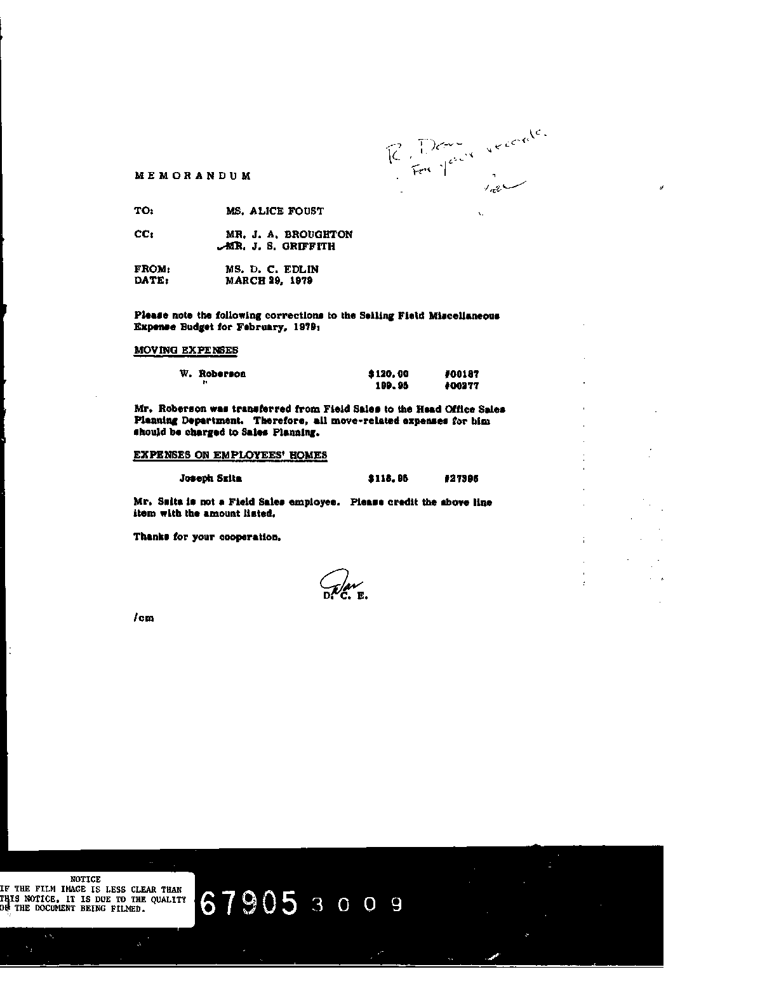 For your records.
MEMORANDUM
TO: MS. ALICE FOUST
CC: MR. J. A. BROUGHTON
MR. J. S. GRIFFITH
FROM: MS. D. C. EDLIN
DATE: MARCH 29, 1979
Please note the following corrections to the Selling Field Miscellaneous
Expense Budget for February, 1979:
MOVING EXPENSES
W. Roberson $120.00 #00187
" 199.95 #00277
Mr. Roberson was transferred from Field Sales to the Head Office Sales
Planning Department. Therefore, all move-related expenses for him
should be charged to Sales Planning.
EXPENSES ON EMPLOYEES' HOMES
Joseph Szita $118.95 #27396
Mr. Szita is not a Field Sales employee. Please credit the above line
item with the amount listed.
Thanks for your cooperation.
D. C. E.
/cm
NOTICE
IF THE FILM IMAGE IS LESS CLEAR THAN
THIS NOTICE, IT IS DUE TO THE QUALITY
OF THE DOCUMENT BEING FILMED.
67905 3009